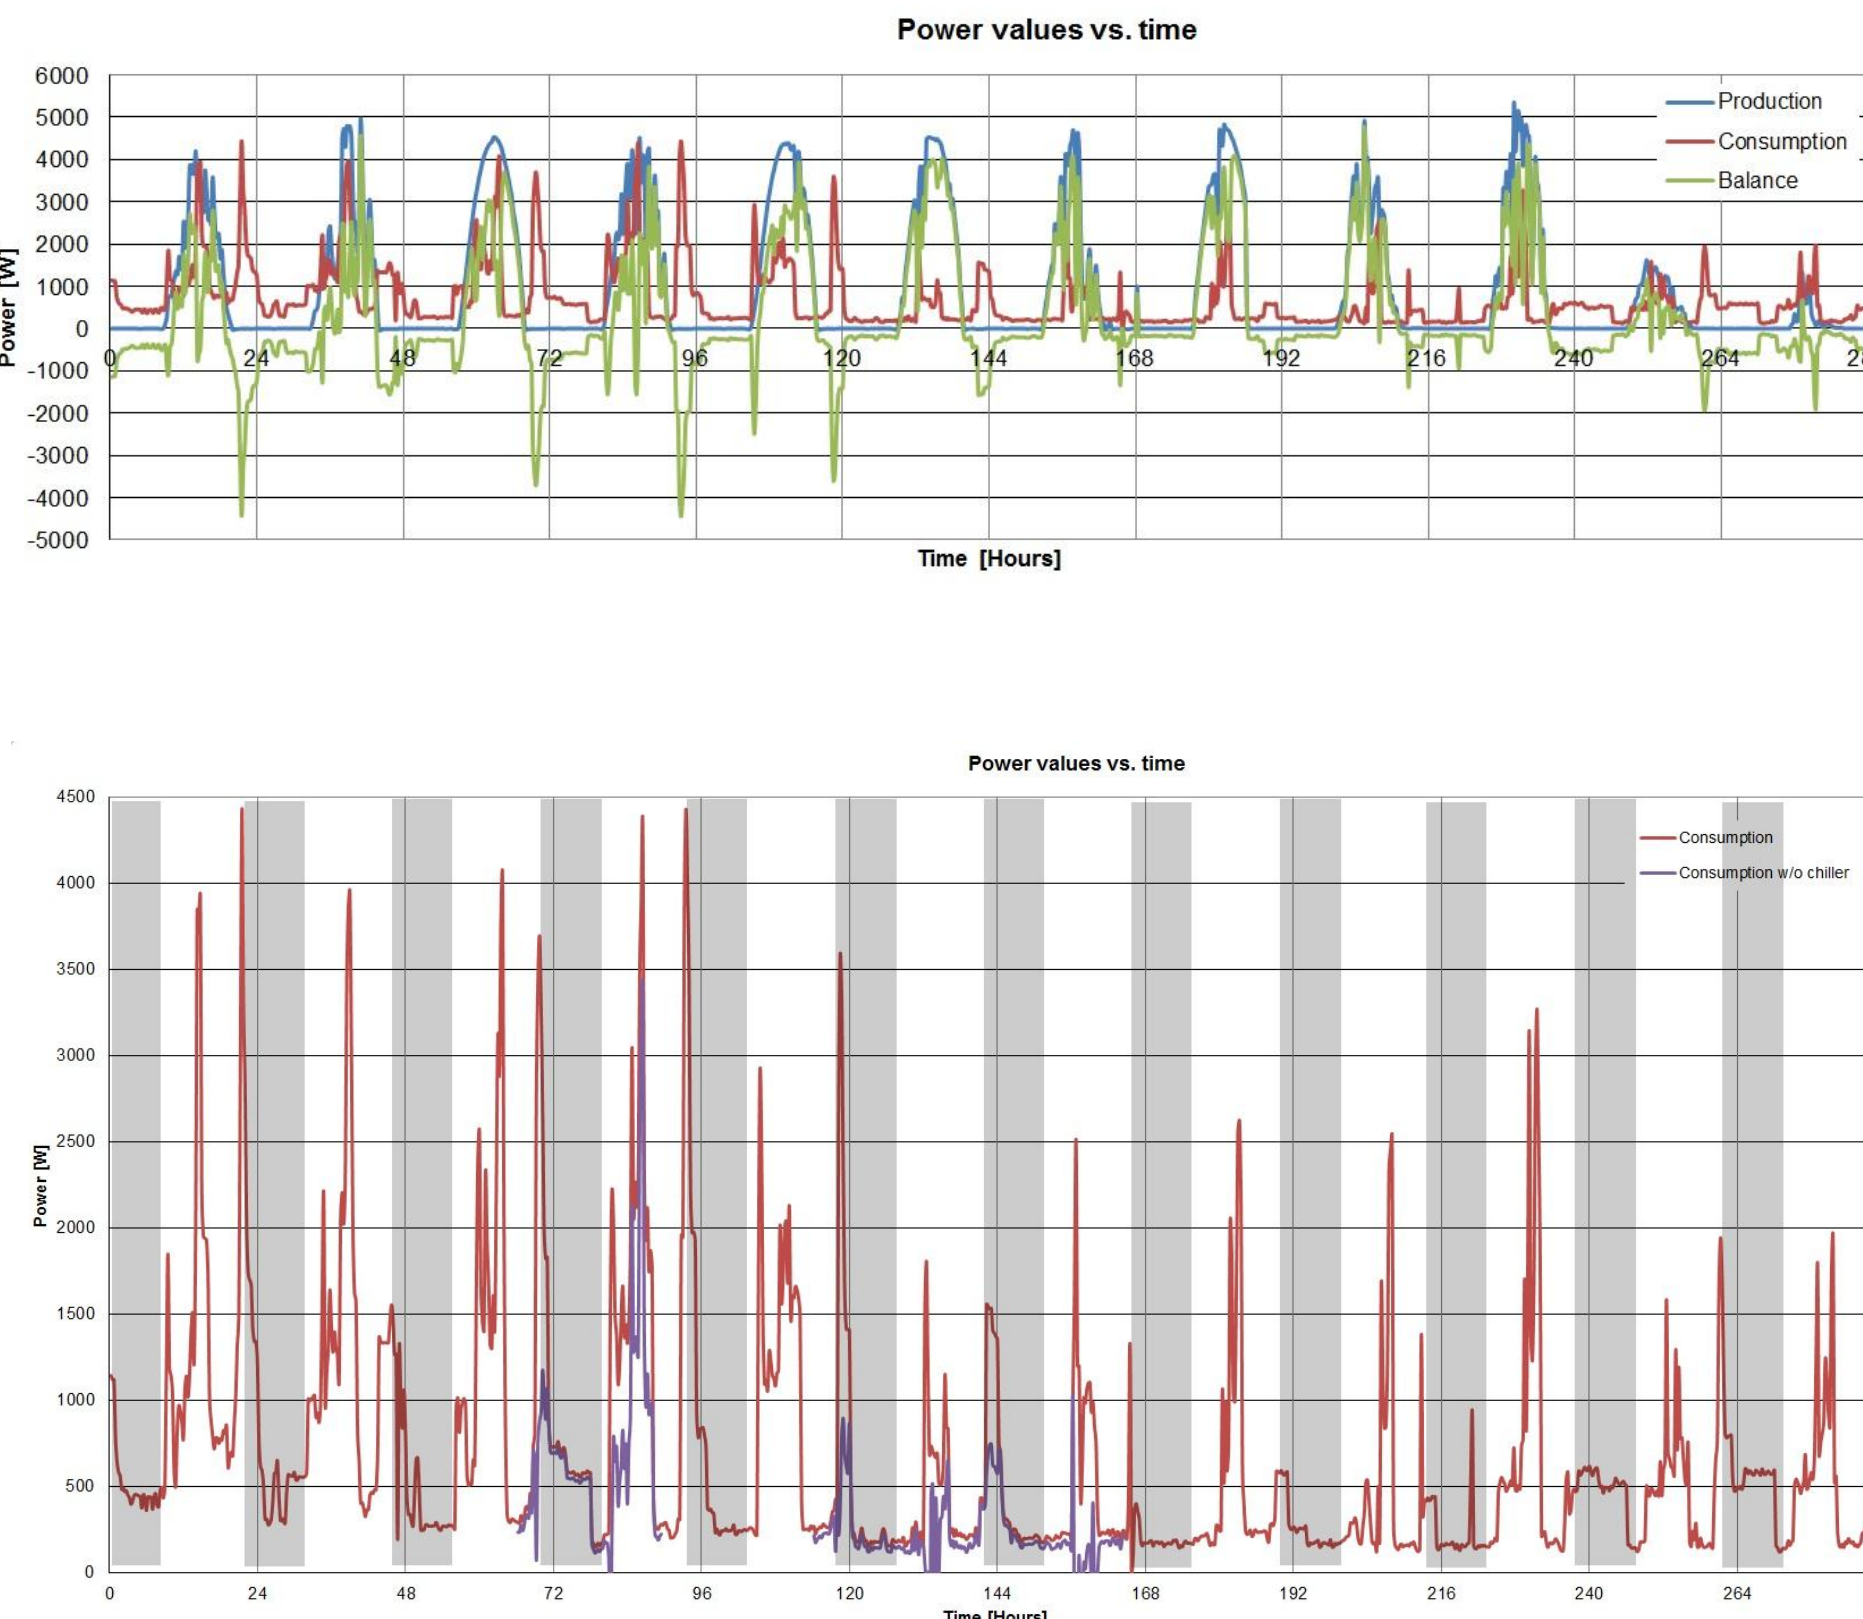 Power values vs. time
6000
5000
4000
3000
2000
1000
0
-1000
-2000
-3000
-4000
-5000
Power [W]
0 24 48 72 96 120 144 168 192 216 240 264
Time [Hours]
Production
Consumption
Balance
Power values vs. time
4500
4000
3500
3000
2500
2000
1500
1000
500
0
Power [W]
0 24 48 72 96 120 144 168 192 216 240 264
Time [Hours]
Consumption
Consumption w/o chiller